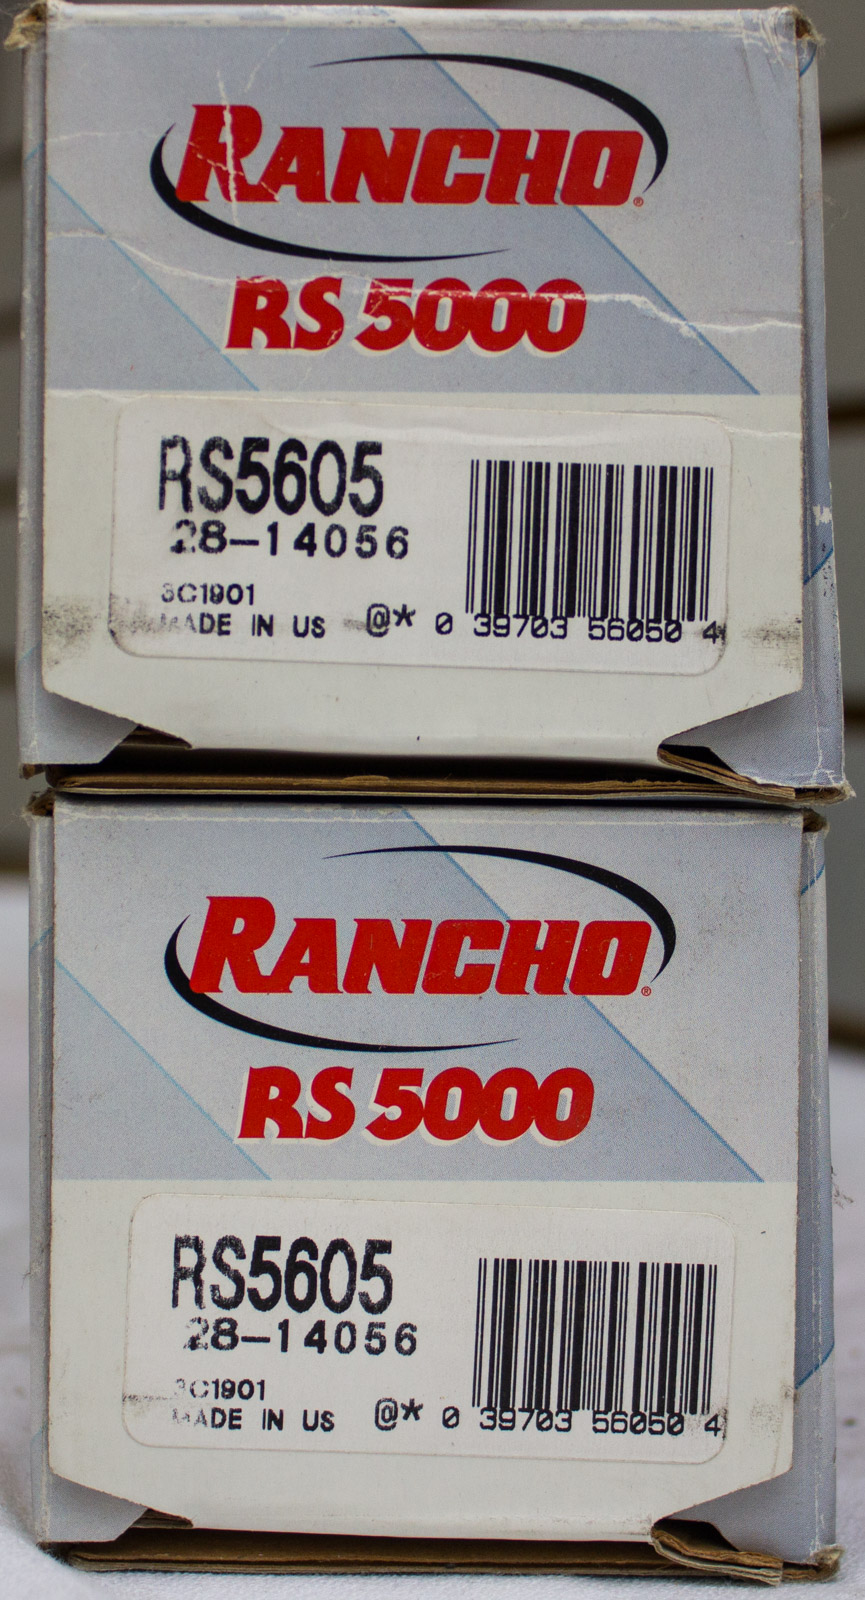 RANCHO®
RS 5000
RS5605
28-14056
3C1901
MADE IN US @* 0 39703 56050 4
RANCHO®
RS 5000
RS5605
28-14056
3C1901
MADE IN US @* 0 39703 56050 4